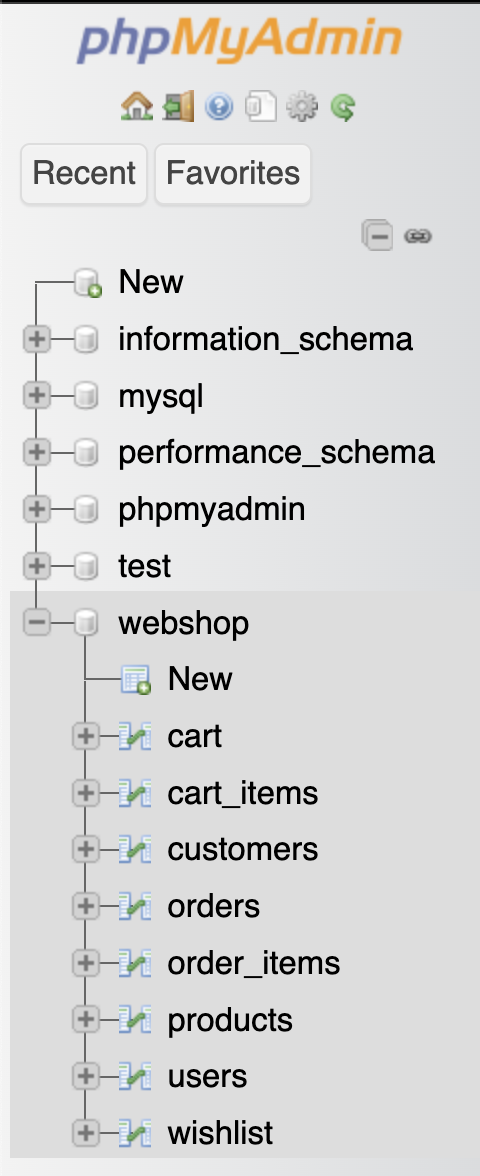 phpMyAdmin
Recent Favorites
New
information_schema
mysql
performance_schema
phpmyadmin
test
webshop
New
cart
cart_items
customers
orders
order_items
products
users
wishlist